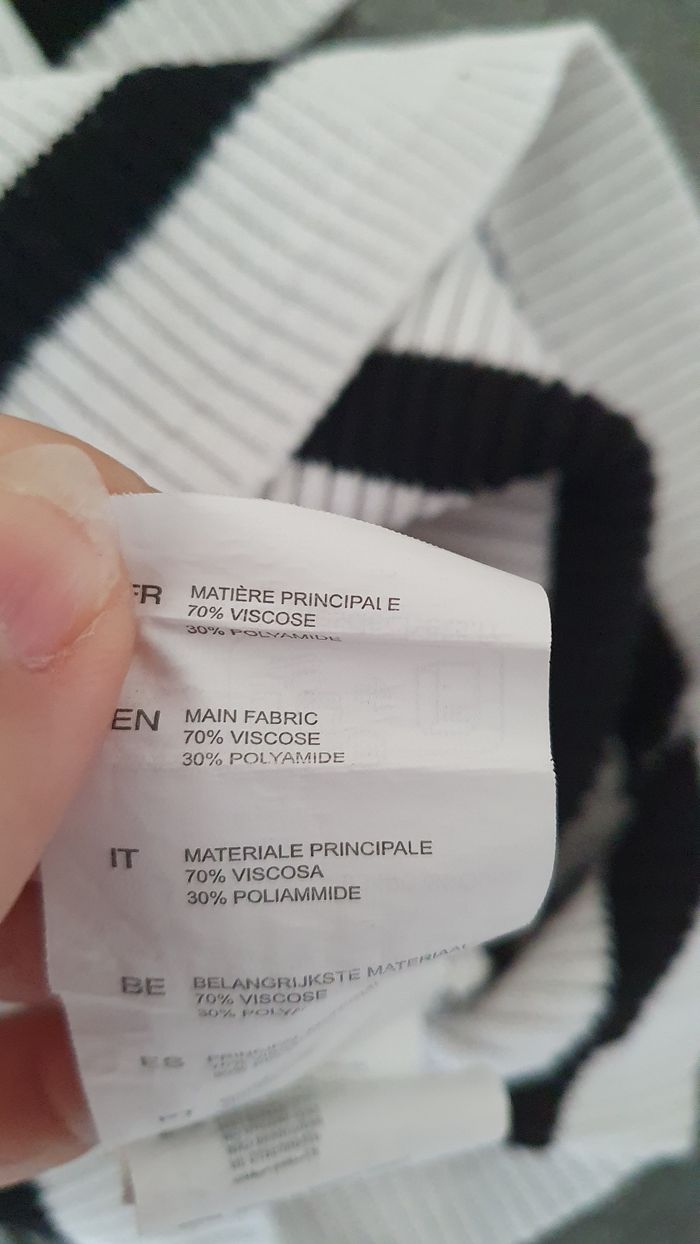 FR MATIÈRE PRINCIPALE
70% VISCOSE
30% POLYAMIDE
EN MAIN FABRIC
70% VISCOSE
30% POLYAMIDE
IT MATERIALE PRINCIPALE
70% VISCOSA
30% POLIAMMIDE
BE BELANGRIJKSTE MATERIAAL
70% VISCOSE
30%
ES